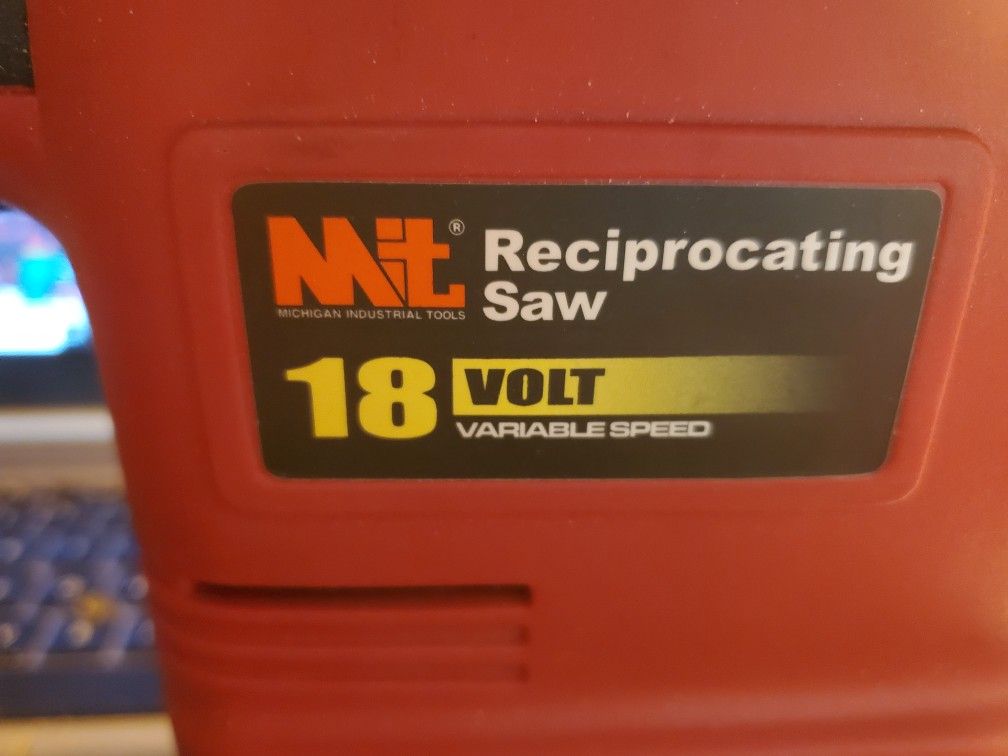 Mit®
MICHIGAN INDUSTRIAL TOOLS
Reciprocating
Saw
18 VOLT
VARIABLE SPEED